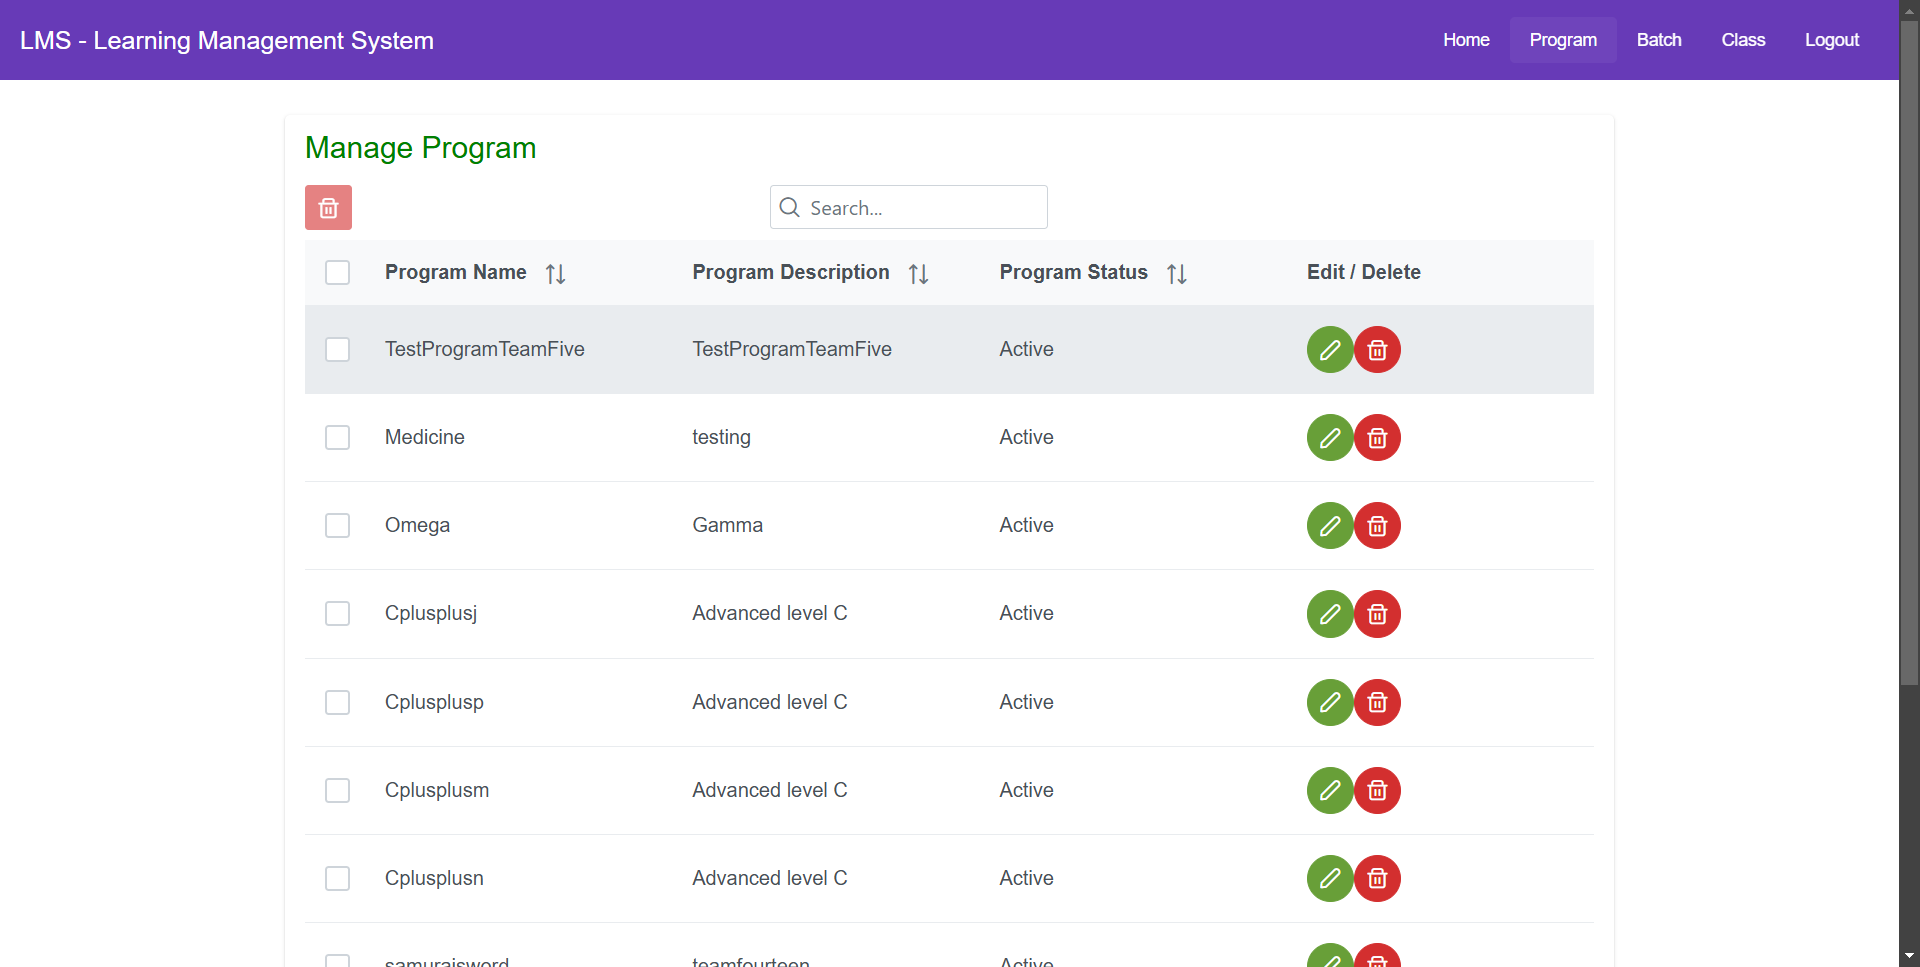 LMS - Learning Management System
Home Program Batch Class Logout
Manage Program
Search...
Program Name Program Description Program Status Edit / Delete
TestProgramTeamFive TestProgramTeamFive Active
Medicine testing Active
Omega Gamma Active
Cplusplusj Advanced level C Active
Cplusplusp Advanced level C Active
Cplusplusm Advanced level C Active
Cplusplusn Advanced level C Active
samuraisword teamfourteen Active